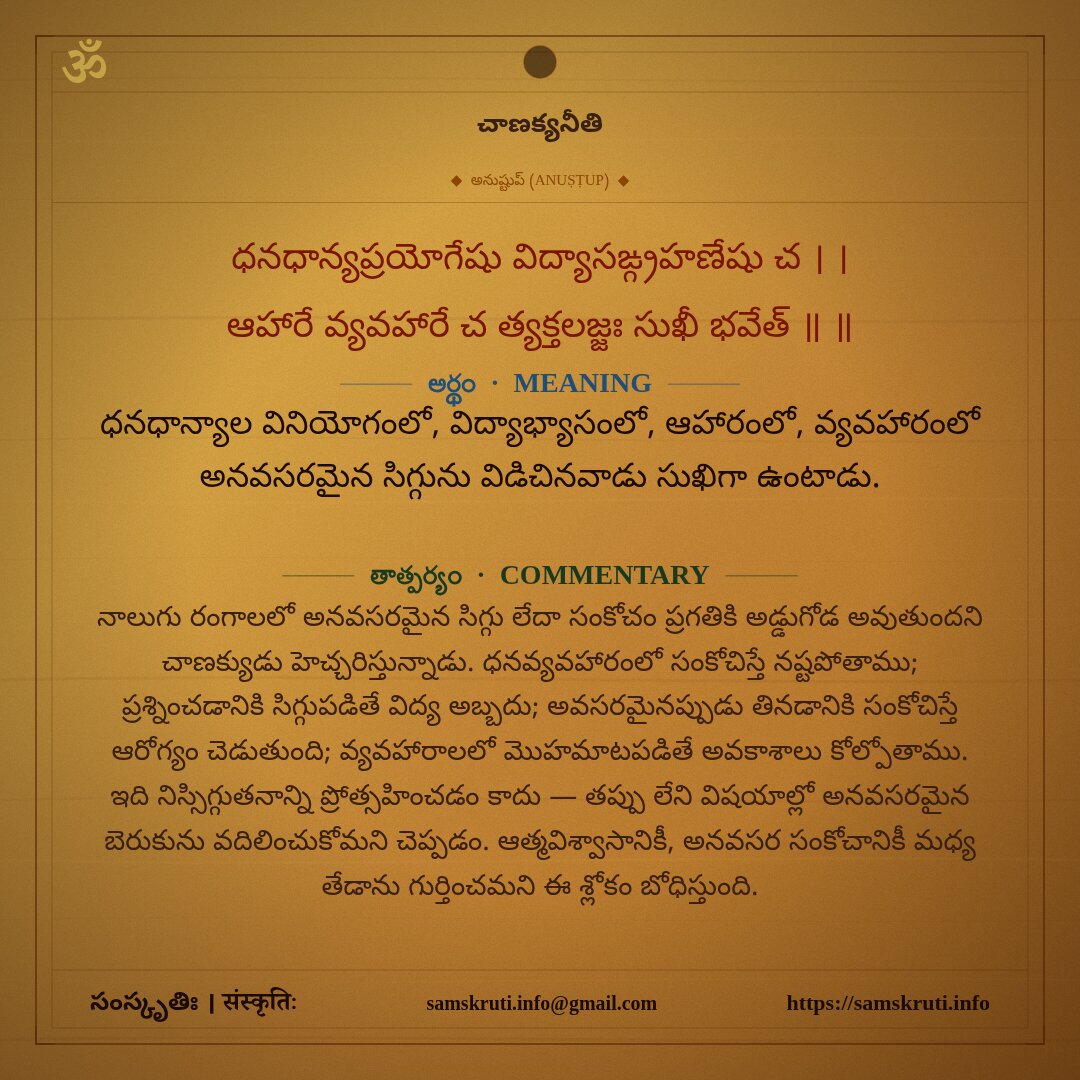 ॐ
చాణక్యనీతి
◆ అనుష్టుప్ (ANUṢṬUP) ◆
ధనధాన్యప్రయోగేషు విద్యాసఙ్గ్రహణేషు చ ।।
ఆహారే వ్యవహారే చ త్యక్తలజ్జః సుఖీ భవేత్ ॥ ॥
అర్థం · MEANING
ధనధాన్యాల వినియోగంలో, విద్యాభ్యాసంలో, ఆహారంలో, వ్యవహారంలో
అనవసరమైన సిగ్గును విడిచినవాడు సుఖిగా ఉంటాడు.
తాత్పర్యం · COMMENTARY
నాలుగు రంగాలలో అనవసరమైన సిగ్గు లేదా సంకోచం ప్రగతికి అడ్డుగోడ అవుతుందని
చాణక్యుడు హెచ్చరిస్తున్నాడు. ధనవ్యవహారంలో సంకోచిస్తే నష్టపోతాము;
ప్రశ్నించడానికి సిగ్గుపడితే విద్య అబ్బదు; అవసరమైనప్పుడు తినడానికి సంకోచిస్తే
ఆరోగ్యం చెడుతుంది; వ్యవహారాలలో మొహమాటపడితే అవకాశాలు కోల్పోతాము.
ఇది నిస్సిగ్గుతనాన్ని ప్రోత్సహించడం కాదు — తప్పు లేని విషయాల్లో అనవసరమైన
బెరుకును వదిలించుకోమని చెప్పడం. ఆత్మవిశ్వాసానికీ, అనవసర సంకోచానికీ మధ్య
తేడాను గుర్తించమని ఈ శ్లోకం బోధిస్తుంది.
సంస్కృతిః | संस्कृतिः samskruti.info@gmail.com https://samskruti.info